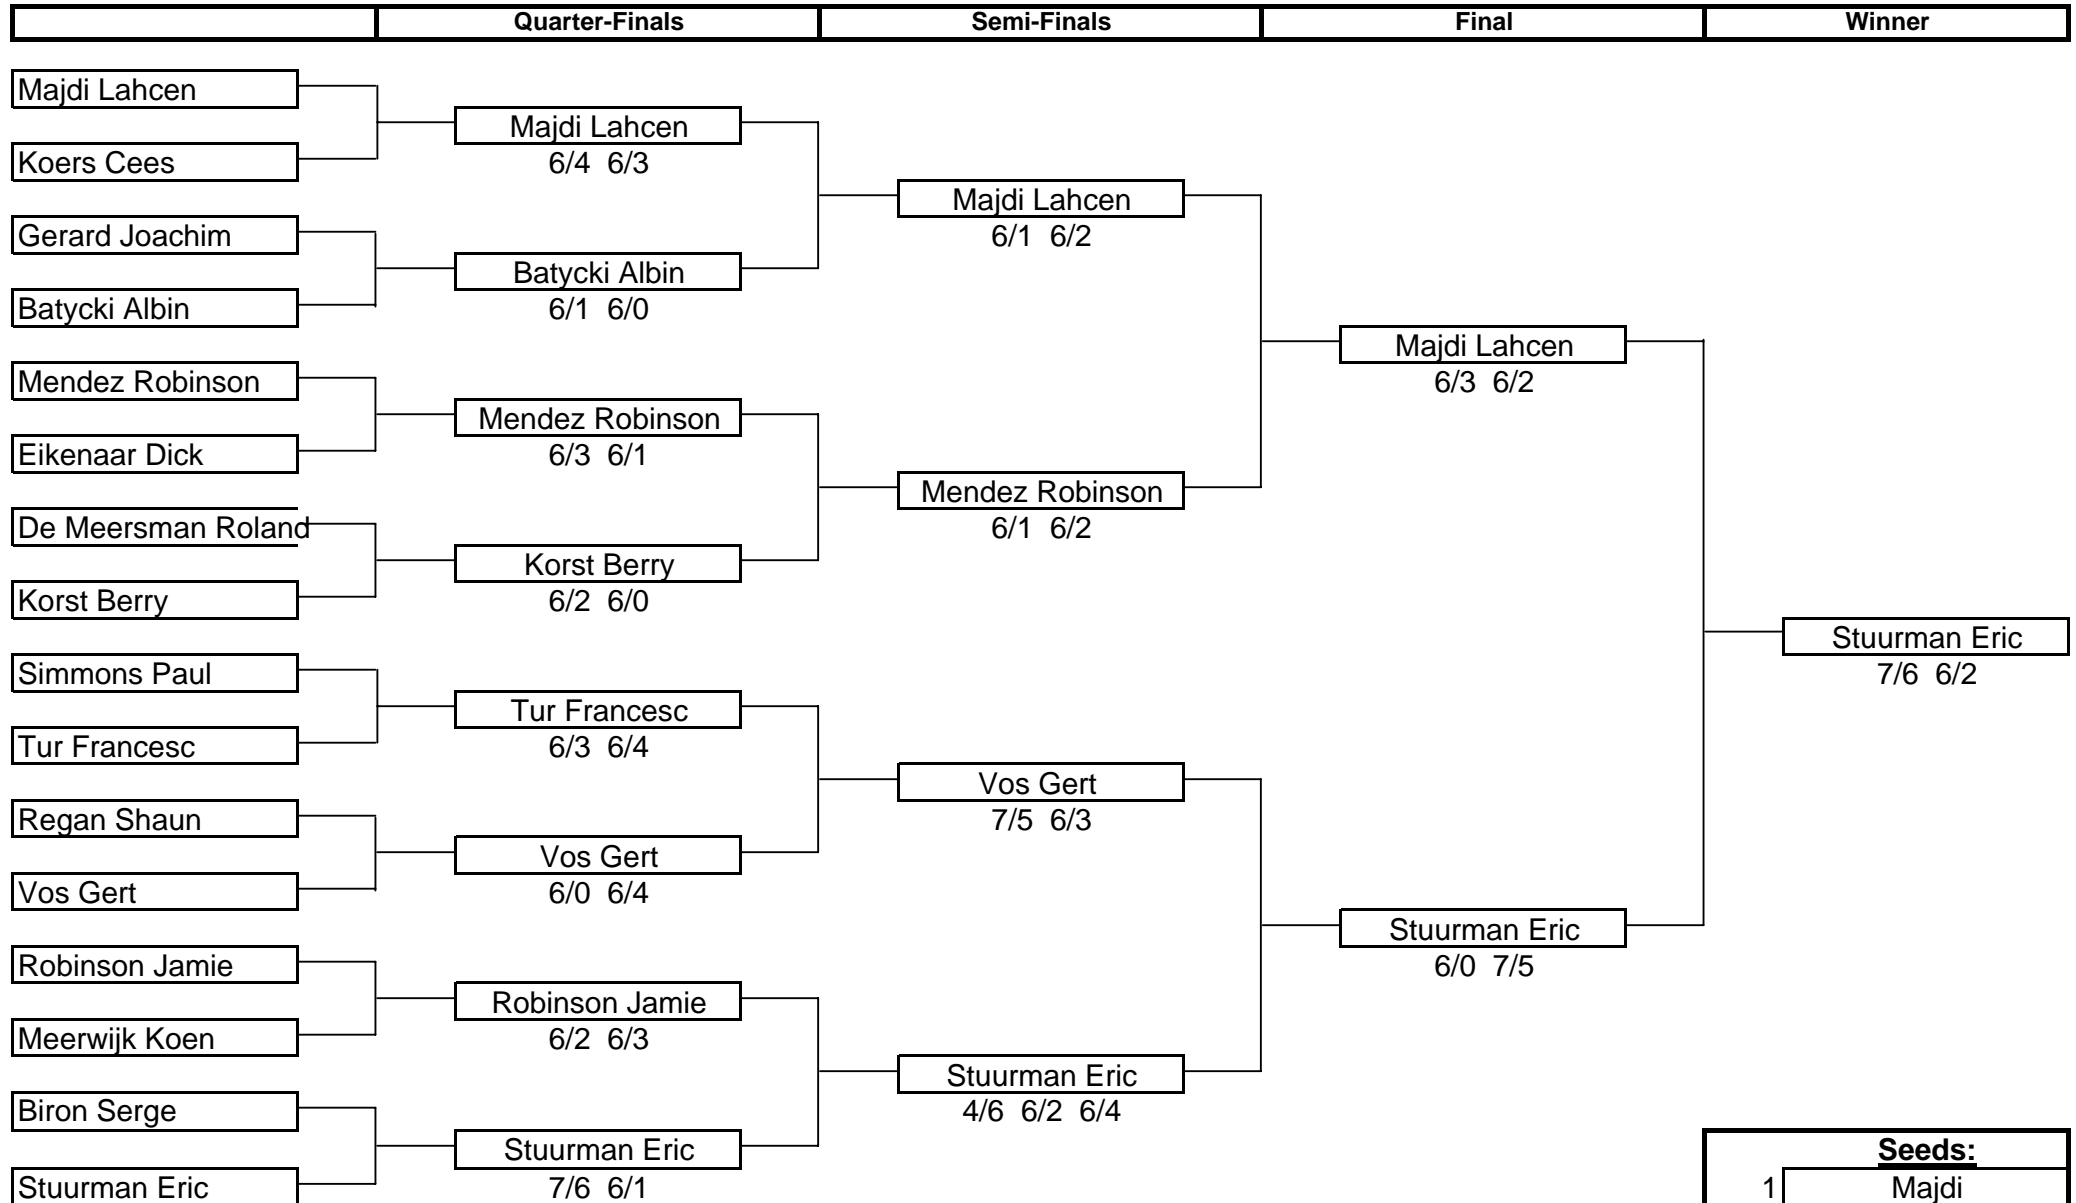 Quarter-Finals Semi-Finals Final Winner
Majdi Lahcen
Majdi Lahcen
Koers Cees
6/4 6/3
Majdi Lahcen
Gerard Joachim
6/1 6/2
Batycki Albin
Batycki Albin
6/1 6/0
Majdi Lahcen
Mendez Robinson
6/3 6/2
Mendez Robinson
Eikenaar Dick
6/3 6/1
Mendez Robinson
De Meersman Roland
6/1 6/2
Korst Berry
Korst Berry
6/2 6/0
Stuurman Eric
Simmons Paul
7/6 6/2
Tur Francesc
Tur Francesc
6/3 6/4
Vos Gert
Regan Shaun
7/5 6/3
Vos Gert
Vos Gert
6/0 6/4
Stuurman Eric
Robinson Jamie
6/0 7/5
Robinson Jamie
Meerwijk Koen
6/2 6/3
Stuurman Eric
Biron Serge
4/6 6/2 6/4
Stuurman Eric
Seeds:
Stuurman Eric
7/6 6/1
1 Majdi